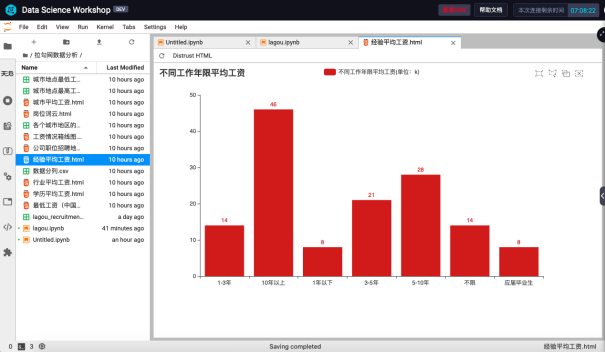 Data Science Workshop DEV
帮助文档
本次连接剩余时间 07:08:22
File Edit View Run Kernel Tabs Settings Help
Untitled.ipynb
lagou.ipynb
经验平均工资.html
/ 拉勾网数据分析 /
Distrust HTML
Name
Last Modified
城市地点最低工... 10 hours ago
城市地点最高工... 10 hours ago
城市平均工资.html 10 hours ago
岗位词云.html 10 hours ago
各个城市地区的... 10 hours ago
工资情况箱线图... 10 hours ago
公司职位招聘地... 10 hours ago
经验平均工资.html 10 hours ago
数据分列.csv 10 hours ago
行业平均工资.html 10 hours ago
学历平均工资.html 10 hours ago
最低工资（中国... 10 hours ago
lagou_recruitmen... a day ago
lagou.ipynb 41 minutes ago
Untitled.ipynb an hour ago
不同工作年限平均工资
不同工作年限平均工资(单位：k)
50
40
30
20
10
0
14
46
8
21
28
14
8
1-3年
10年以上
1年以下
3-5年
5-10年
不限
应届毕业生
0
3
Saving completed
经验平均工资.html